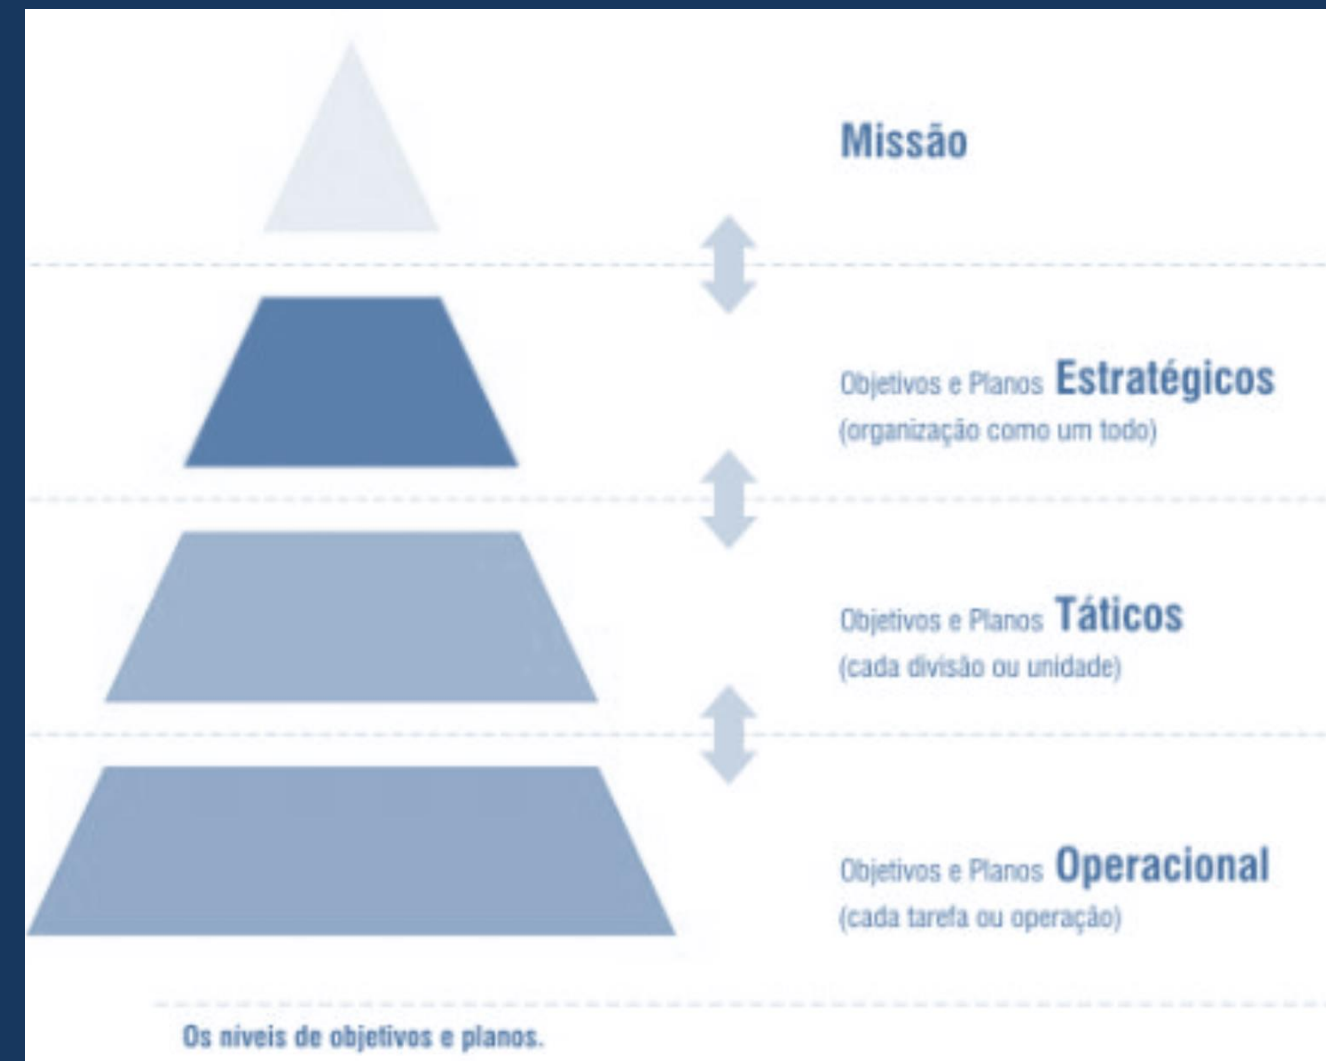 Missão
Objetivos e Planos Estratégicos
(organização como um todo)
Objetivos e Planos Táticos
(cada divisão ou unidade)
Objetivos e Planos Operacional
(cada tarefa ou operação)
Os níveis de objetivos e planos.